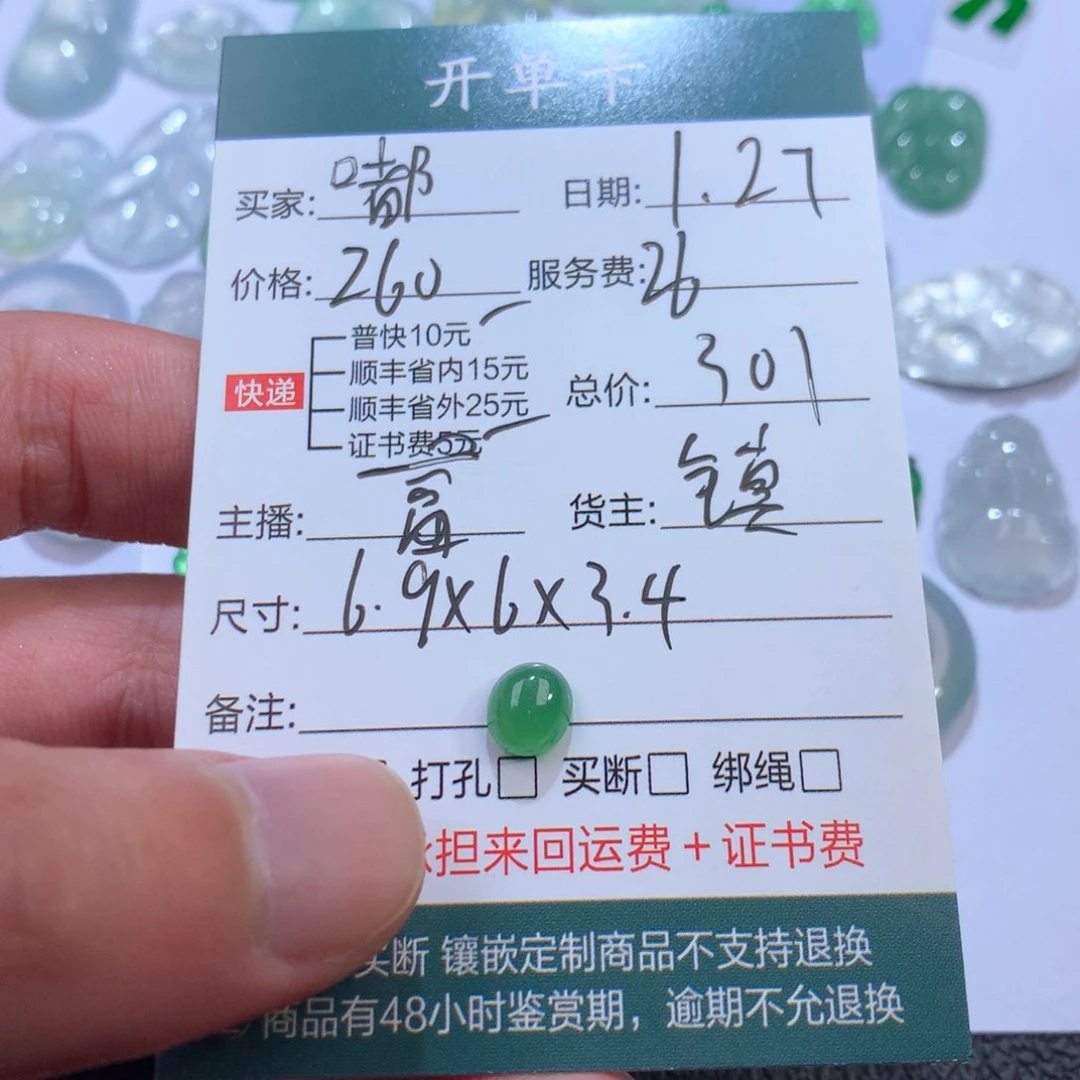 开单卡
买家: 嘟 日期: 1.27
价格: 260 服务费: 26
普快10元
顺丰省内15元
快递 总价: 301
顺丰省外25元
证书费5元
主播: 货主: 镇
尺寸: 6.9x6x3.4
备注:
打孔□ 买断□ 绑绳□
担来回运费+证书费
买断 镶嵌定制商品不支持退换
商品有48小时鉴赏期，逾期不允退换